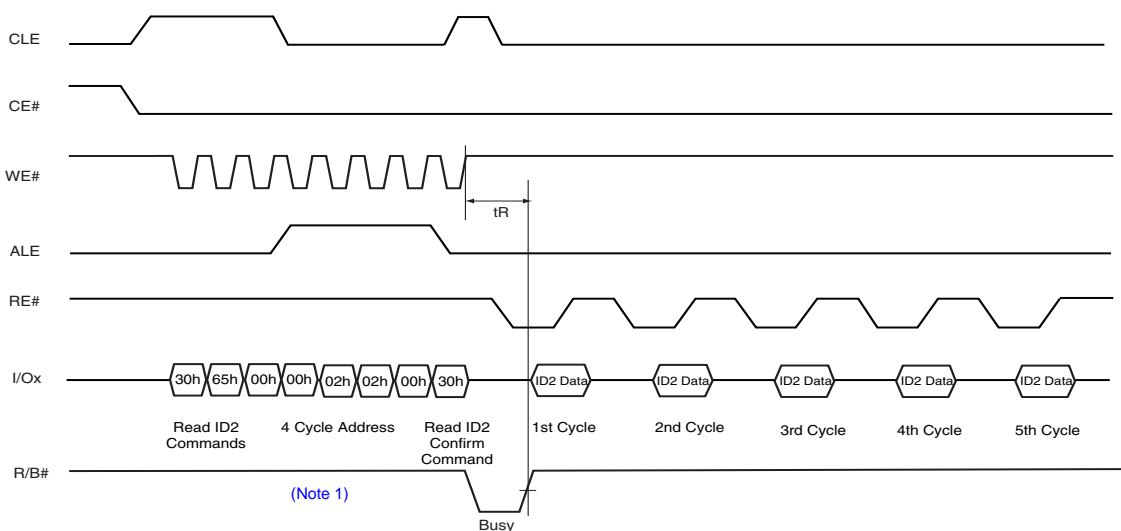 CLE
CE#
WE#
tR
ALE
RE#
I/Ox
30h 65h 00h 00h 02h 02h 00h 30h ID2 Data ID2 Data ID2 Data ID2 Data ID2 Data
Read ID2
Commands
4 Cycle Address
Read ID2
Confirm
Command
1st Cycle
2nd Cycle
3rd Cycle
4th Cycle
5th Cycle
R/B#
(Note 1)
Busy